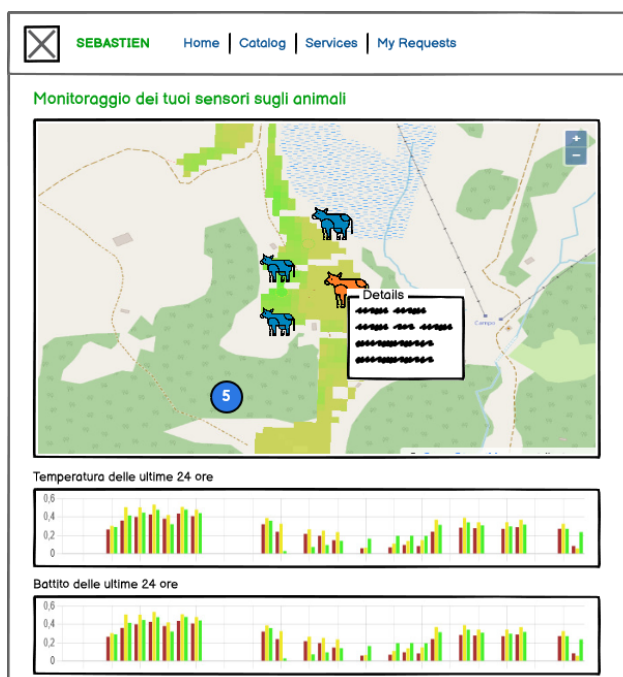 SEBASTIEN Home Catalog Services My Requests
Monitoraggio dei tuoi sensori sugli animali
+
−
Details
Campo
5
Temperatura delle ultime 24 ore
0,6
0,4
0,2
0
Battito delle ultime 24 ore
0,6
0,4
0,2
0